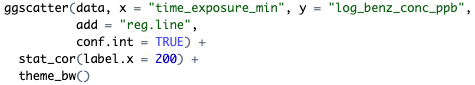 ggscatter(data, x = "time_exposure_min", y = "log_benz_conc_ppb",
add = "reg.line",
conf.int = TRUE) +
stat_cor(label.x = 200) +
theme_bw()